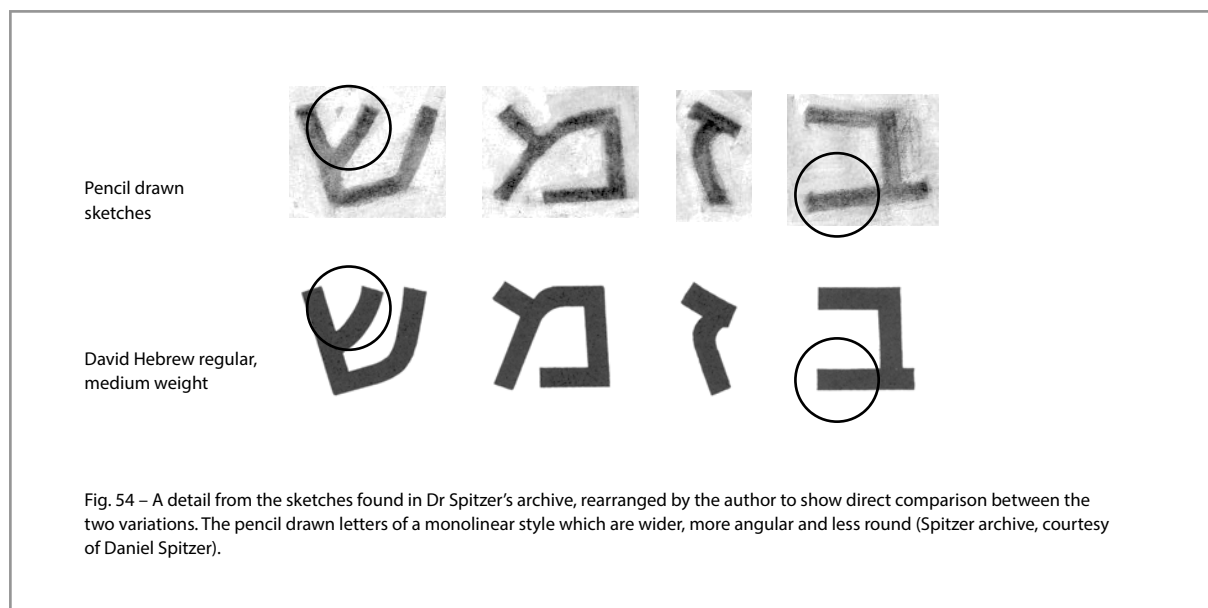 ש מ ז ב
Pencil drawn
sketches
ש מ ז ב
David Hebrew regular,
medium weight
Fig. 54 – A detail from the sketches found in Dr Spitzer’s archive, rearranged by the author to show direct comparison between the
two variations. The pencil drawn letters of a monolinear style which are wider, more angular and less round (Spitzer archive, courtesy
of Daniel Spitzer).